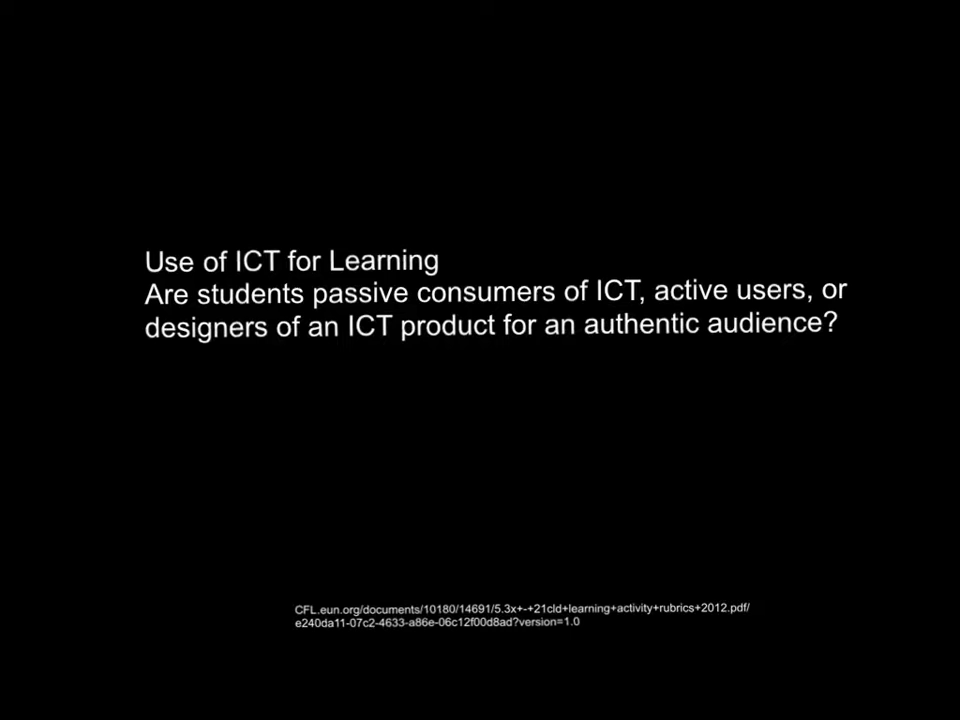 Use of ICT for Learning
Are students passive consumers of ICT, active users, or
designers of an ICT product for an authentic audience?
CFL.eun.org/documents/10180/14691/5.3x+-+21cld+learning+activity+rubrics+2012.pdf/
e240da11-07c2-4633-a86e-06c12f00d8ad?version=1.0